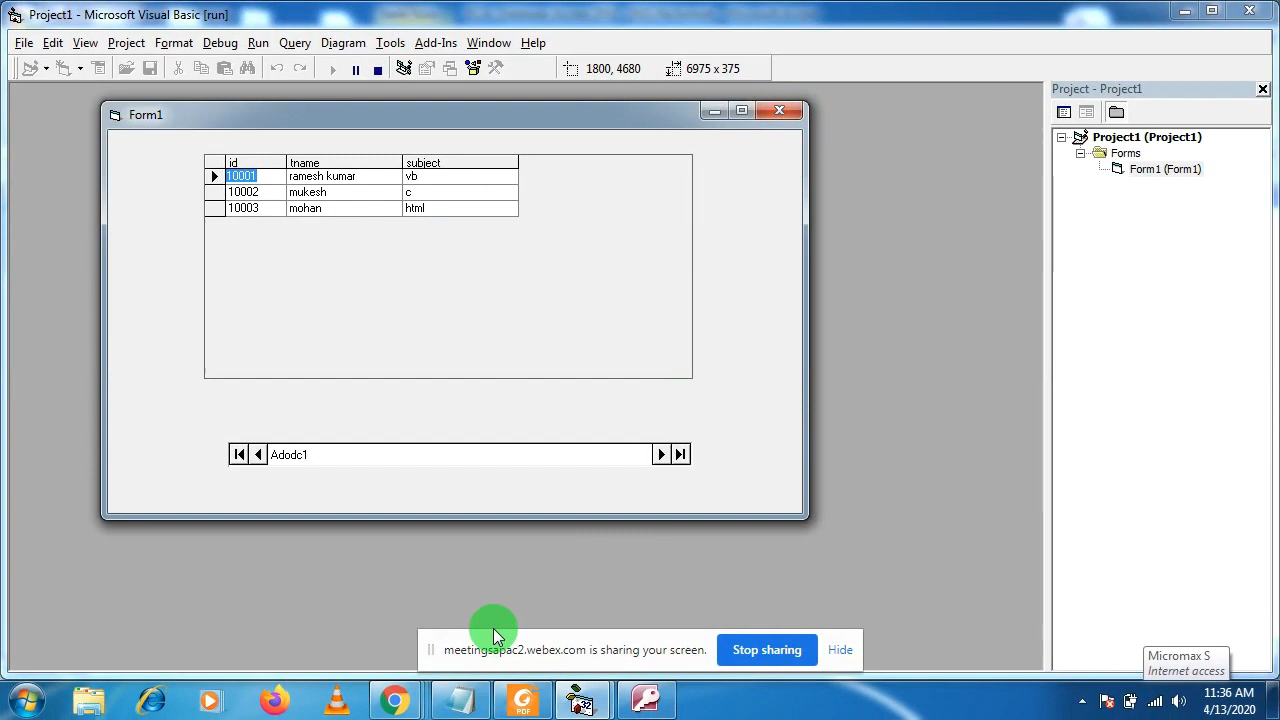 Project1 - Microsoft Visual Basic [run]
File Edit View Project Format Debug Run Query Diagram Tools Add-Ins Window Help
1800, 4680 6975 x 375
Project - Project1
Form1
Project1 (Project1)
Forms
Form1 (Form1)
id tname subject
10001 ramesh kumar vb
10002 mukesh c
10003 mohan html
Adodc1
meetingsapac2.webex.com is sharing your screen. Stop sharing Hide
Micromax S
Internet access
PDF
32
11:36 AM
4/13/2020